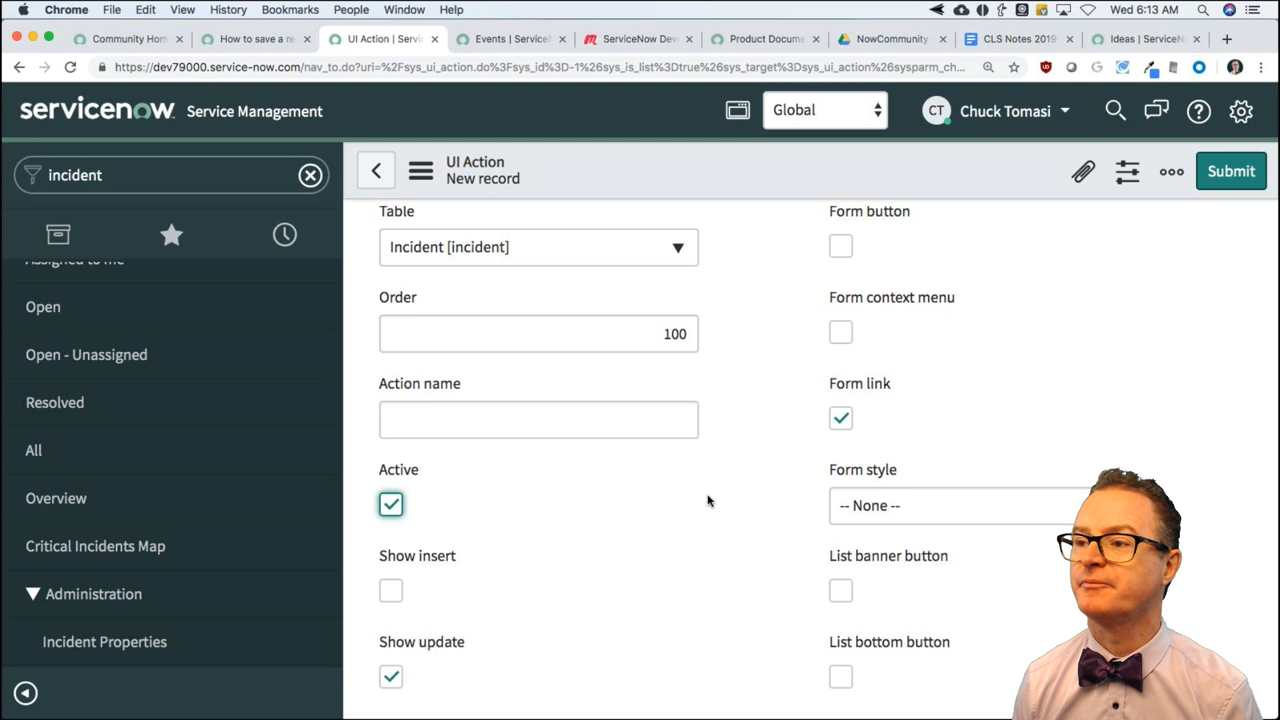 Chrome File Edit View History Bookmarks People Window Help Wed 6:13 AM
Community Hom How to save a re UI Action | Servic Events | ServiceN ServiceNow Dev Product Docume NowCommunity CLS Notes 2019 Ideas | ServiceN
https://dev79000.service-now.com/nav_to.do?uri=%2Fsys_ui_action.do%3Fsys_id%3D-1%26sys_is_list%3Dtrue%26sys_target%3Dsys_ui_action%26sysparm_ch...
servicenow Service Management Global CT Chuck Tomasi
incident
UI Action
New record
Submit
Assigned to me
Open
Open - Unassigned
Resolved
All
Overview
Critical Incidents Map
Administration
Incident Properties
Table
Incident [incident]
Order
100
Action name
Active
Show insert
Show update
Form button
Form context menu
Form link
Form style
-- None --
List banner button
List bottom button